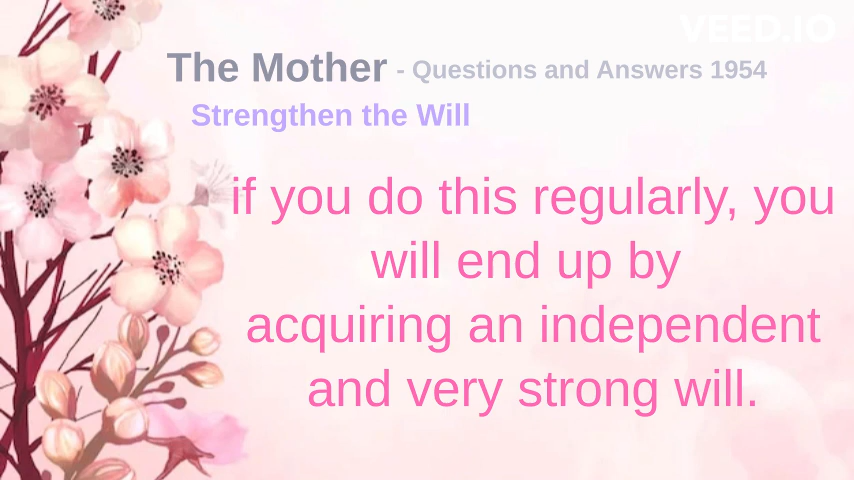 VEED.IO
The Mother - Questions and Answers 1954
Strengthen the Will
if you do this regularly, you
will end up by
acquiring an independent
and very strong will.